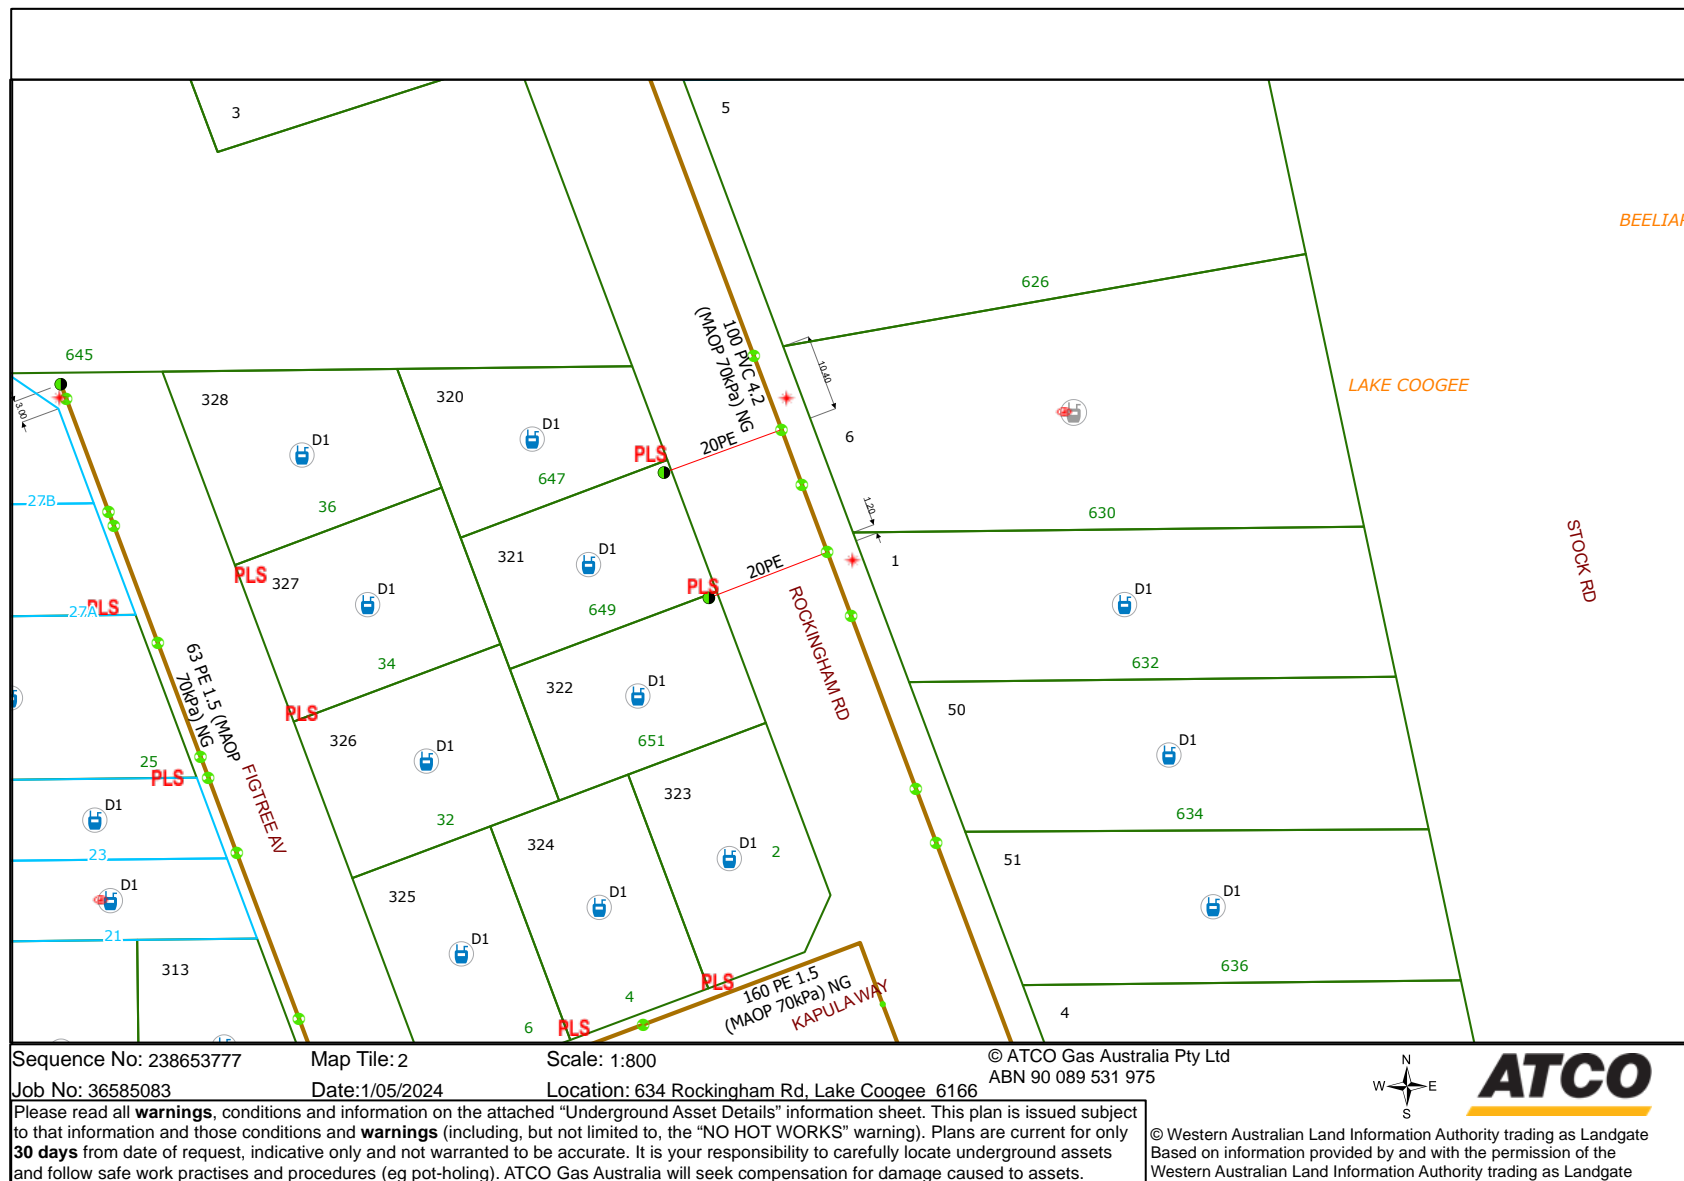 3
5
BEELIAR
626
645
LAKE COOGEE
100 PVC 4.2
(MAOP 70kPa) NG
10.40
328
320
3.00
D1
D1
6
20PE
PLS
647
36
27B
1.20
630
321
D1
1
STOCK RD
20PE
PLS
327
PLS
D1
D1
649
27A
PLS
ROCKINGHAM RD
34
632
63 PE 1.5 (MAOP
70kPa) NG
322
D1
PLS
50
326
651
D1
D1
25
PLS
FIGTREE AV
323
D1
32
634
324
2
D1
23
51
D1
325
D1
D1
21
D1
313
636
PLS
160 PE 1.5
(MAOP 70kPa) NG
KAPULA WAY
4
6
PLS
4
Sequence No: 238653777
Map Tile: 2
Scale: 1:800
Job No: 36585083
Date:1/05/2024
Location: 634 Rockingham Rd, Lake Coogee 6166
© ATCO Gas Australia Pty Ltd
ABN 90 089 531 975
N
W E
S
ATCO
Please read all warnings, conditions and information on the attached “Underground Asset Details” information sheet. This plan is issued subject
to that information and those conditions and warnings (including, but not limited to, the “NO HOT WORKS” warning). Plans are current for only
30 days from date of request, indicative only and not warranted to be accurate. It is your responsibility to carefully locate underground assets
and follow safe work practises and procedures (eg pot-holing). ATCO Gas Australia will seek compensation for damage caused to assets.
© Western Australian Land Information Authority trading as Landgate
Based on information provided by and with the permission of the
Western Australian Land Information Authority trading as Landgate